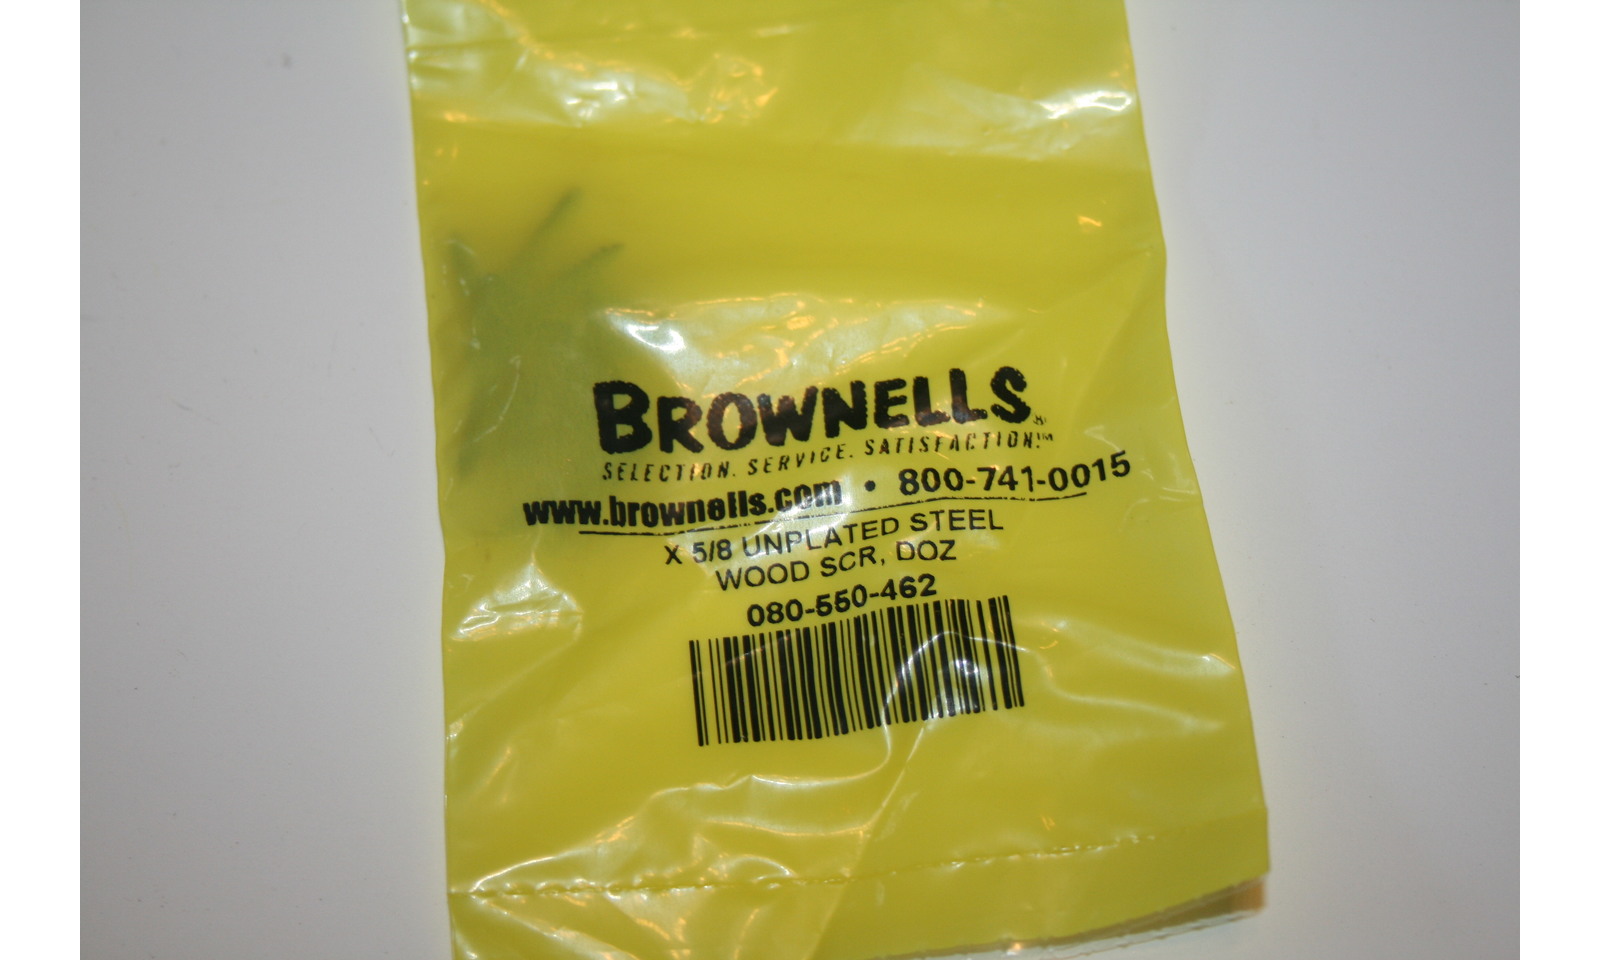 BROWNELLS®
SELECTION. SERVICE. SATISFACTION!™
www.brownells.com • 800-741-0015
X 5/8 UNPLATED STEEL
WOOD SCR, DOZ
080-550-462